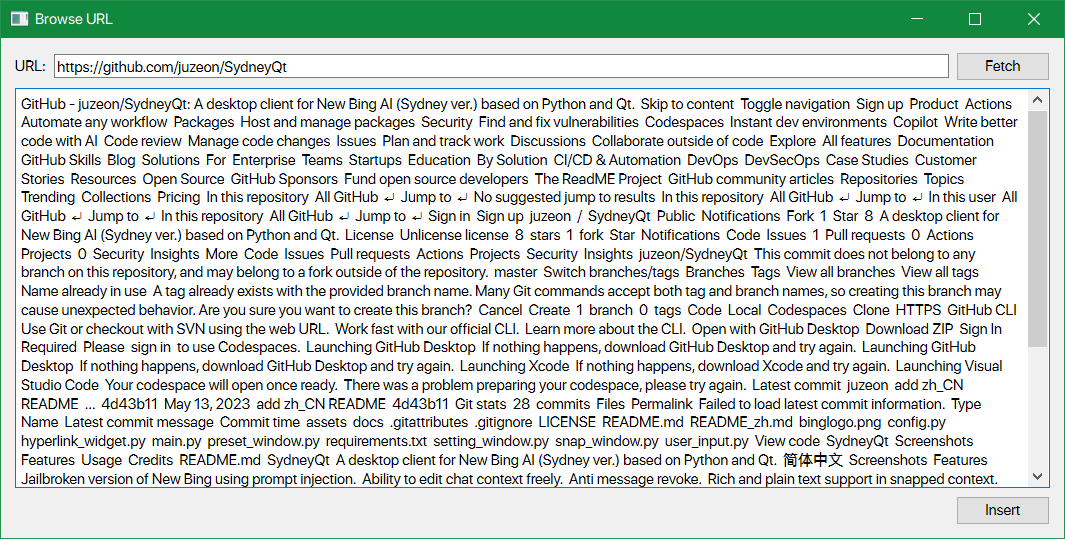 Browse URL
URL: https://github.com/juzeon/SydneyQt Fetch
GitHub - juzeon/SydneyQt: A desktop client for New Bing AI (Sydney ver.) based on Python and Qt. Skip to content Toggle navigation Sign up Product Actions
Automate any workflow Packages Host and manage packages Security Find and fix vulnerabilities Codespaces Instant dev environments Copilot Write better
code with AI Code review Manage code changes Issues Plan and track work Discussions Collaborate outside of code Explore All features Documentation
GitHub Skills Blog Solutions For Enterprise Teams Startups Education By Solution CI/CD & Automation DevOps DevSecOps Case Studies Customer
Stories Resources Open Source GitHub Sponsors Fund open source developers The ReadME Project GitHub community articles Repositories Topics
Trending Collections Pricing In this repository All GitHub ↵ Jump to ↵ No suggested jump to results In this repository All GitHub ↵ Jump to ↵ In this user All
GitHub ↵ Jump to ↵ In this repository All GitHub ↵ Jump to ↵ Sign in Sign up juzeon / SydneyQt Public Notifications Fork 1 Star 8 A desktop client for
New Bing AI (Sydney ver.) based on Python and Qt. License Unlicense license 8 stars 1 fork Star Notifications Code Issues 1 Pull requests 0 Actions
Projects 0 Security Insights More Code Issues Pull requests Actions Projects Security Insights juzeon/SydneyQt This commit does not belong to any
branch on this repository, and may belong to a fork outside of the repository. master Switch branches/tags Branches Tags View all branches View all tags
Name already in use A tag already exists with the provided branch name. Many Git commands accept both tag and branch names, so creating this branch may
cause unexpected behavior. Are you sure you want to create this branch? Cancel Create 1 branch 0 tags Code Local Codespaces Clone HTTPS GitHub CLI
Use Git or checkout with SVN using the web URL. Work fast with our official CLI. Learn more about the CLI. Open with GitHub Desktop Download ZIP Sign In
Required Please sign in to use Codespaces. Launching GitHub Desktop If nothing happens, download GitHub Desktop and try again. Launching GitHub
Desktop If nothing happens, download GitHub Desktop and try again. Launching Xcode If nothing happens, download Xcode and try again. Launching Visual
Studio Code Your codespace will open once ready. There was a problem preparing your codespace, please try again. Latest commit juzeon add zh_CN
README ... 4d43b11 May 13, 2023 add zh_CN README 4d43b11 Git stats 28 commits Files Permalink Failed to load latest commit information. Type
Name Latest commit message Commit time assets docs .gitattributes .gitignore LICENSE README.md README_zh.md binglogo.png config.py
hyperlink_widget.py main.py preset_window.py requirements.txt setting_window.py snap_window.py user_input.py View code SydneyQt Screenshots
Features Usage Credits README.md SydneyQt A desktop client for New Bing AI (Sydney ver.) based on Python and Qt. 简体中文 Screenshots Features
Jailbroken version of New Bing using prompt injection. Ability to edit chat context freely. Anti message revoke. Rich and plain text support in snapped context.
Insert